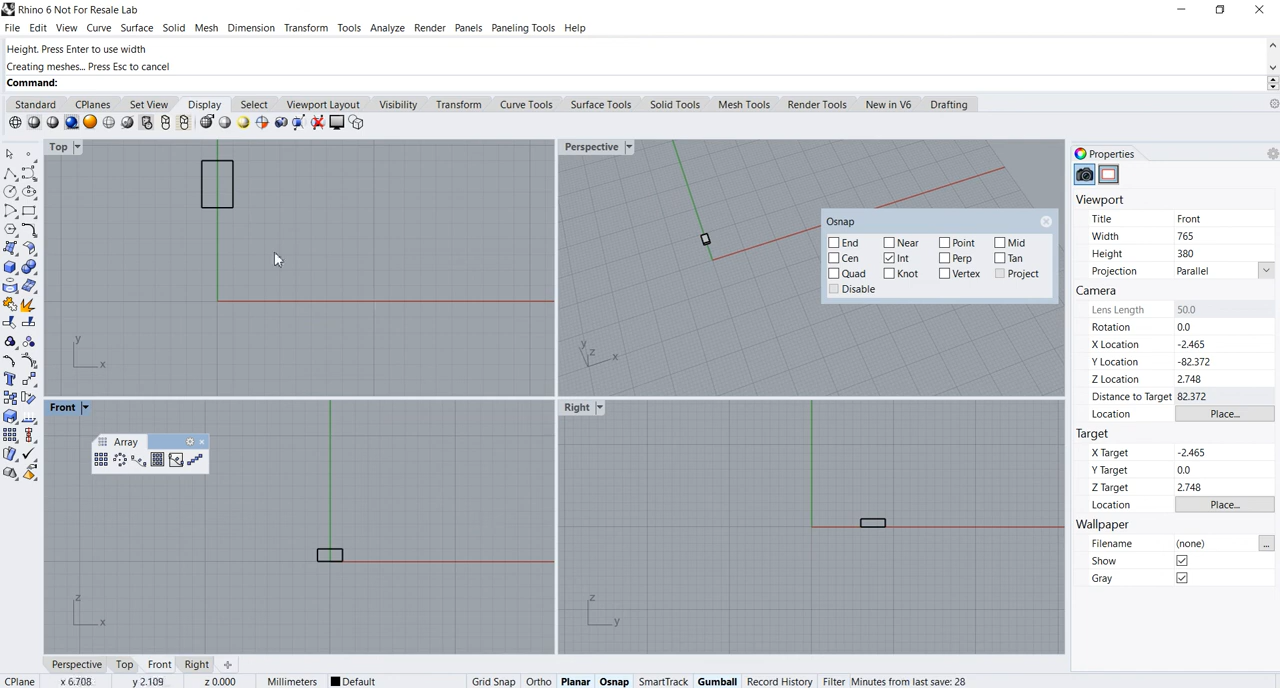 Rhino 6 Not For Resale Lab
File Edit View Curve Surface Solid Mesh Dimension Transform Tools Analyze Render Panels Paneling Tools Help
Height. Press Enter to use width
Creating meshes... Press Esc to cancel
Command:
Standard CPlanes Set View Display Select Viewport Layout Visibility Transform Curve Tools Surface Tools Solid Tools Mesh Tools Render Tools New in V6 Drafting
Top
y
x
Perspective
y
z
x
Osnap
End Near Point Mid
Cen Int Perp Tan
Quad Knot Vertex Project
Disable
Front
Array
z
x
Right
z
y
Properties
Viewport
Title Front
Width 765
Height 380
Projection Parallel
Camera
Lens Length 50.0
Rotation 0.0
X Location -2.465
Y Location -82.372
Z Location 2.748
Distance to Target 82.372
Location Place...
Target
X Target -2.465
Y Target 0.0
Z Target 2.748
Location Place...
Wallpaper
Filename (none) ...
Show
Gray
Perspective Top Front Right
CPlane x 6.708 y 2.109 z 0.000 Millimeters Default Grid Snap Ortho Planar Osnap SmartTrack Gumball Record History Filter Minutes from last save: 28